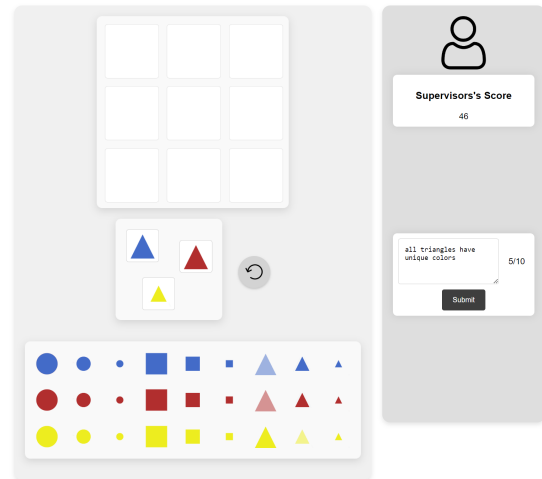 Supervisors's Score
46
all triangles have
unique colors
5/10
Submit